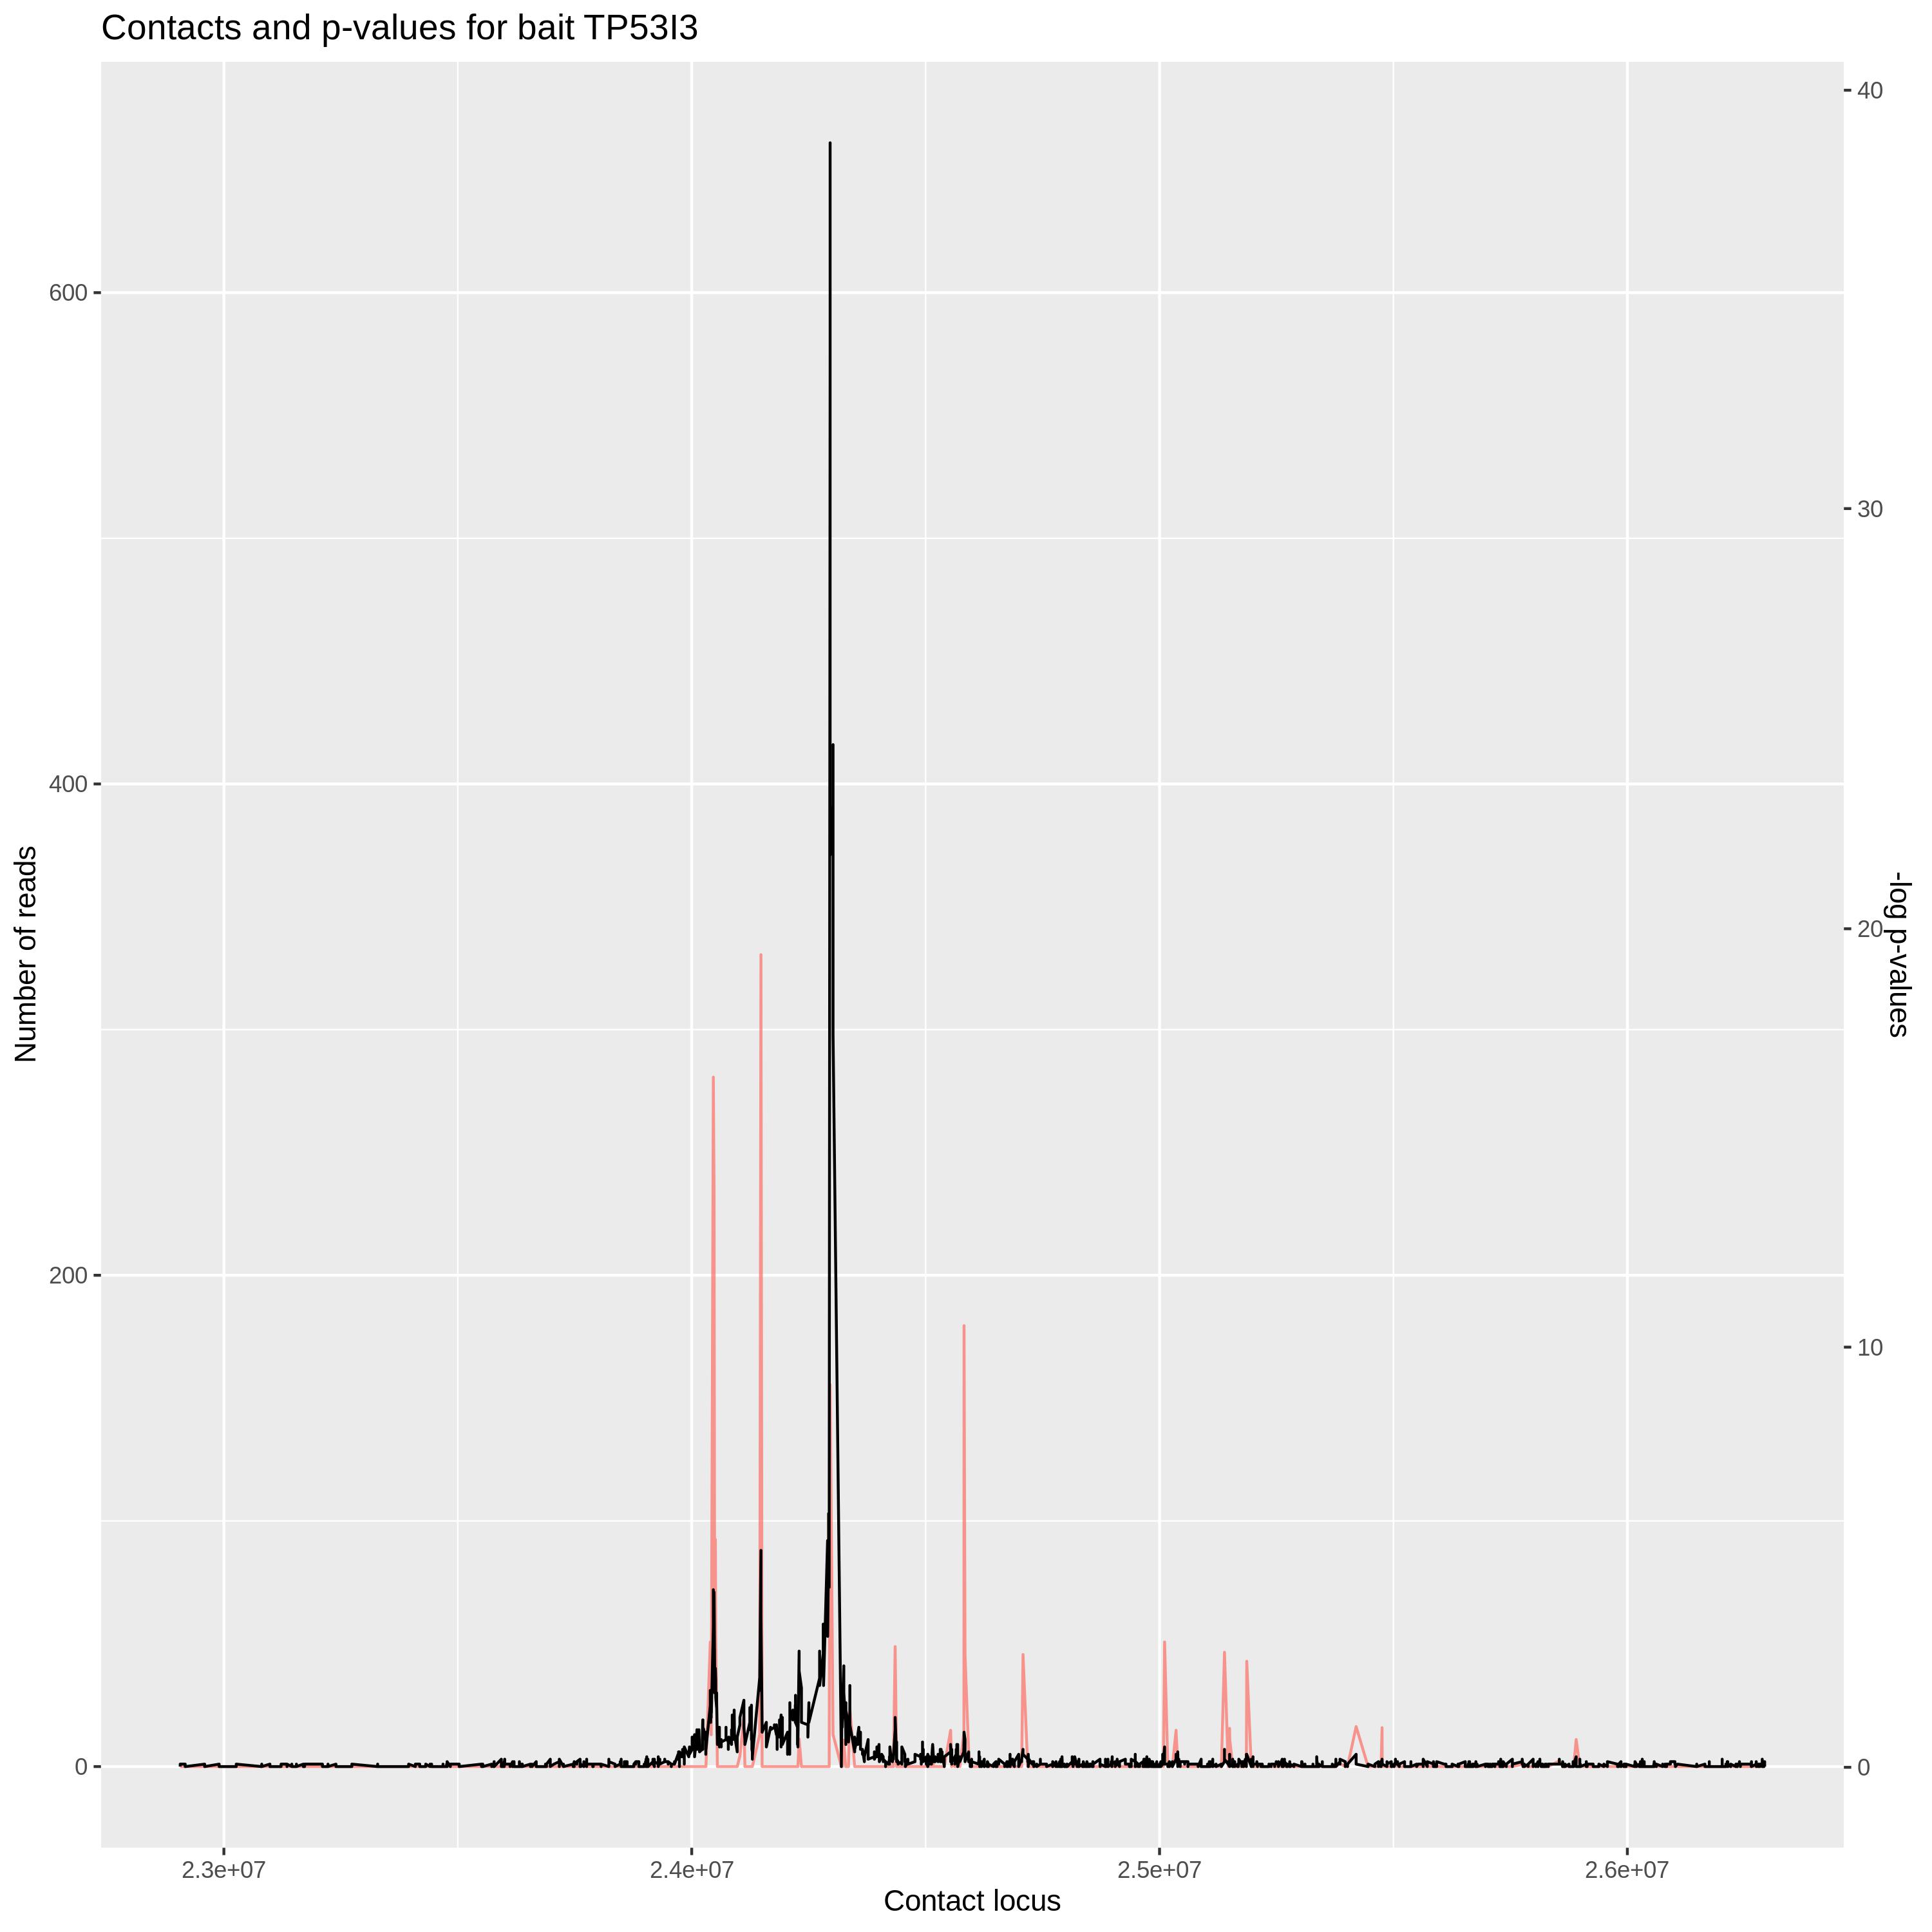 Contacts and p-values for bait TP53I3
Number of reads
600
400
200
0
40
30
20
10
0
-log p-values
2.3e+07
2.4e+07
2.5e+07
2.6e+07
Contact locus